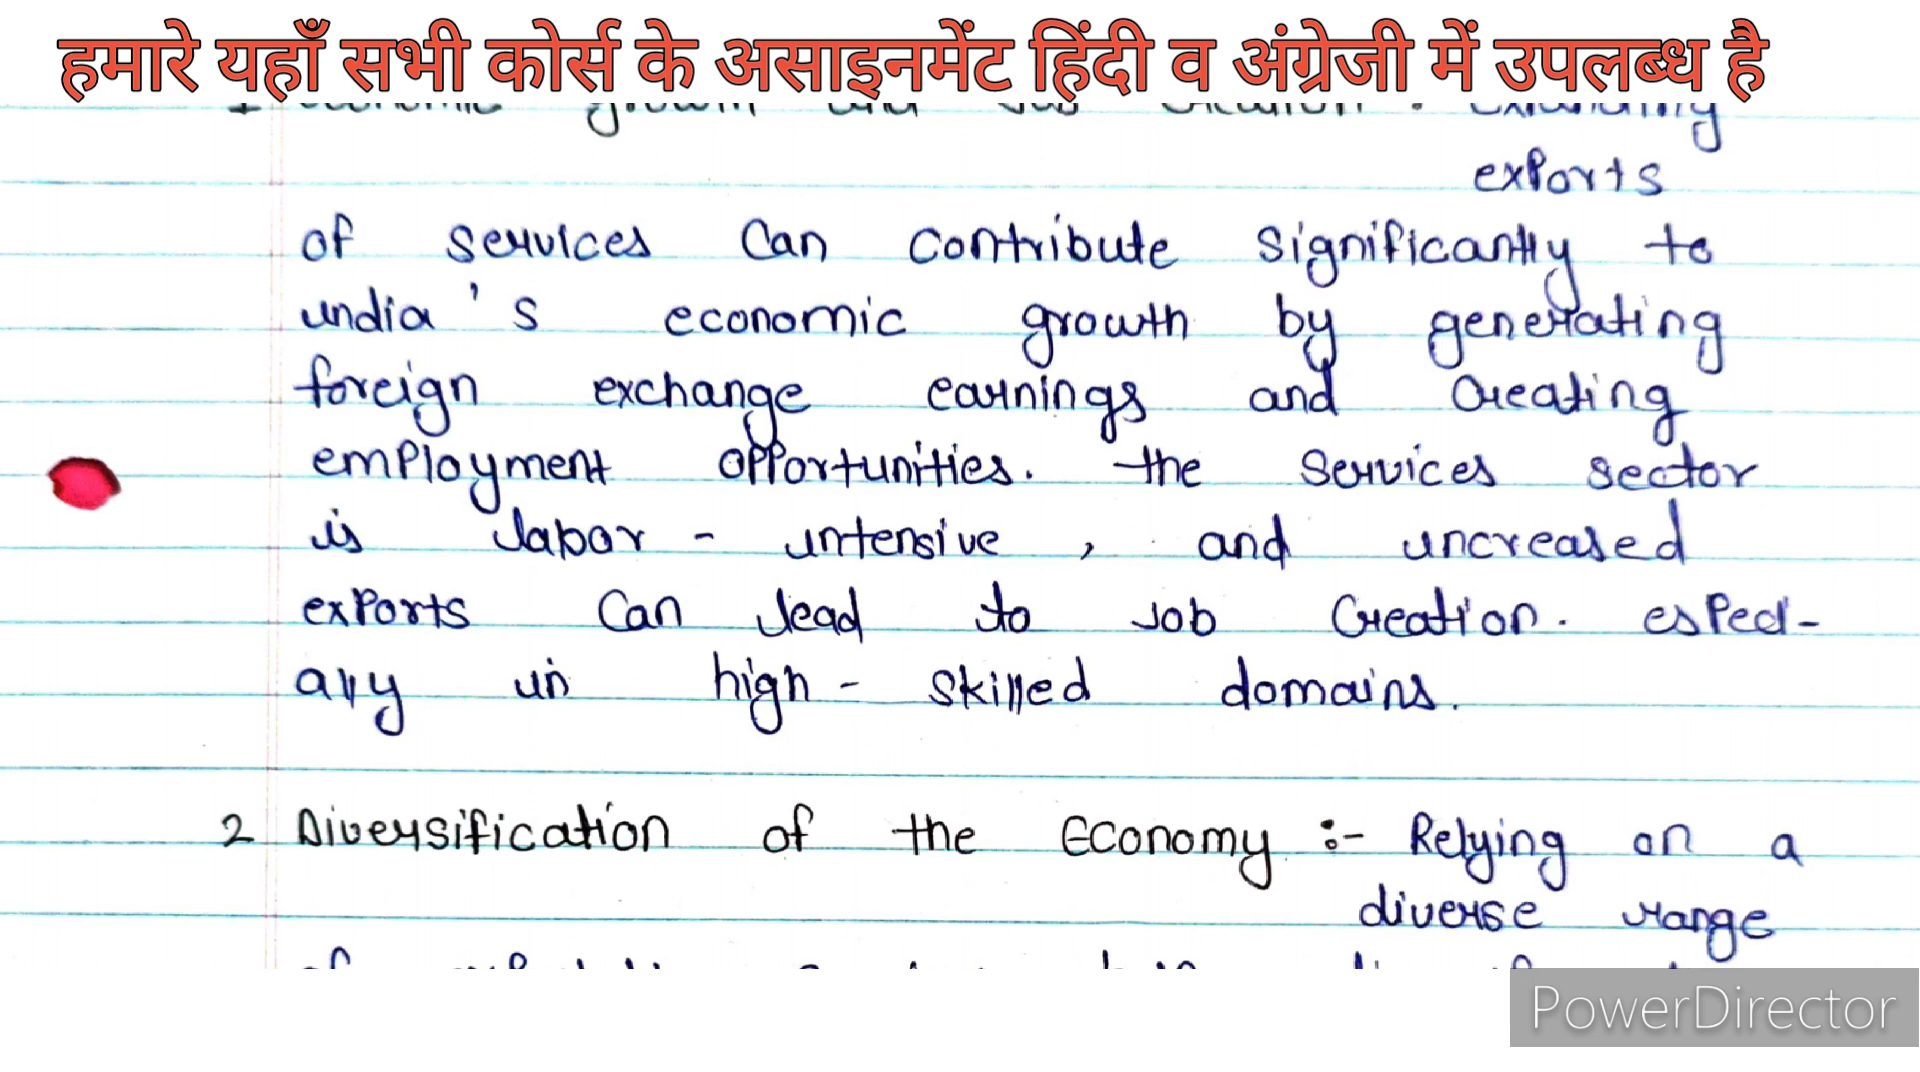 हमारे यहाँ सभी कोर्स के असाइनमेंट हिंदी व अंग्रेजी में उपलब्ध है
exports
of services can contribute significantly to
india's economic growth by generating
foreign exchange earnings and creating
employment opportunities. the services sector
is labor - intensive , and increased
exports can lead to job creation. especi-
ally in high - skilled domains.
2 Diversification of the Economy :- Relying on a
diverse range
PowerDirector